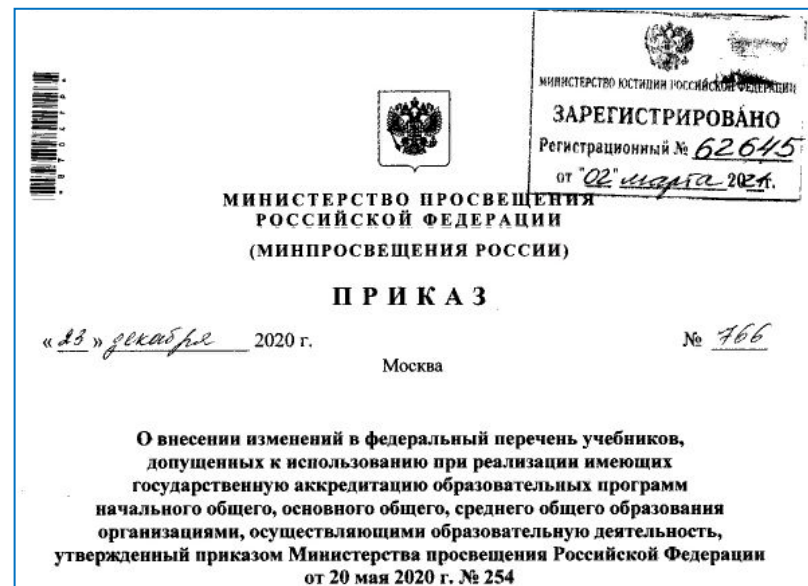 МИНИСТЕРСТВО ЮСТИЦИИ РОССИЙСКОЙ ФЕДЕРАЦИИ
ЗАРЕГИСТРИРОВАНО
Регистрационный № 62645
от "02" марта 2021г.
МИНИСТЕРСТВО ПРОСВЕЩЕНИЯ
РОССИЙСКОЙ ФЕДЕРАЦИИ
(МИНПРОСВЕЩЕНИЯ РОССИИ)
ПРИКАЗ
« 23 » декабря 2020 г.
№ 766
Москва
О внесении изменений в федеральный перечень учебников,
допущенных к использованию при реализации имеющих
государственную аккредитацию образовательных программ
начального общего, основного общего, среднего общего образования
организациями, осуществляющими образовательную деятельность,
утвержденный приказом Министерства просвещения Российской Федерации
от 20 мая 2020 г. № 254